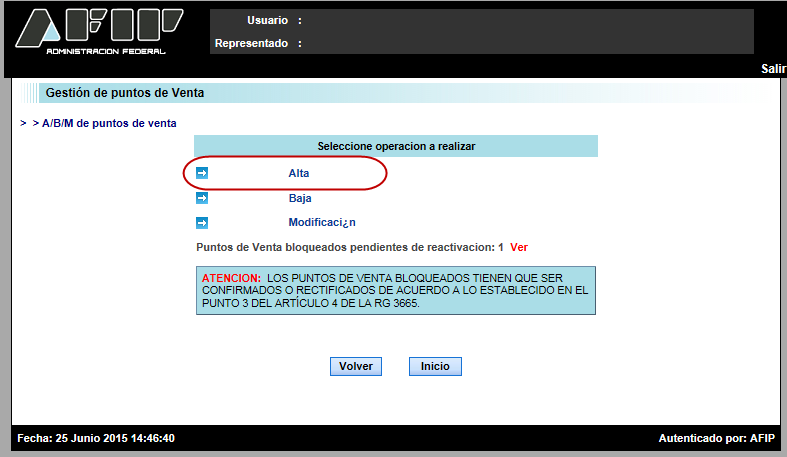 AFIP
ADMINISTRACION FEDERAL
Usuario :
Representado :
Salir
Gestión de puntos de Venta
> > A/B/M de puntos de venta
Seleccione operacion a realizar
Alta
Baja
Modificaci¿n
Puntos de Venta bloqueados pendientes de reactivacion: 1 Ver
ATENCION: LOS PUNTOS DE VENTA BLOQUEADOS TIENEN QUE SER
CONFIRMADOS O RECTIFICADOS DE ACUERDO A LO ESTABLECIDO EN EL
PUNTO 3 DEL ARTÍCULO 4 DE LA RG 3665.
Volver Inicio
Fecha: 25 Junio 2015 14:46:40 Autenticado por: AFIP